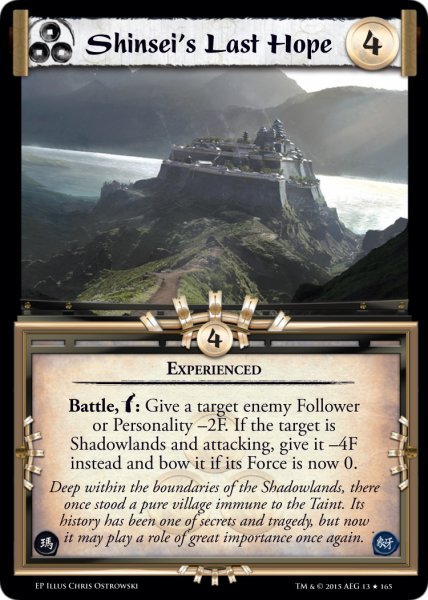 Shinsei's Last Hope
4
4
Experienced
Battle, : Give a target enemy Follower
or Personality –2F. If the target is
Shadowlands and attacking, give it –4F
instead and bow it if its Force is now 0.
Deep within the boundaries of the Shadowlands, there
once stood a pure village immune to the Taint. Its
history has been one of secrets and tragedy, but now
it may play a role of great importance once again.
EP Illus Chris Ostrowski
TM & © 2015 AEG 13 ★ 165